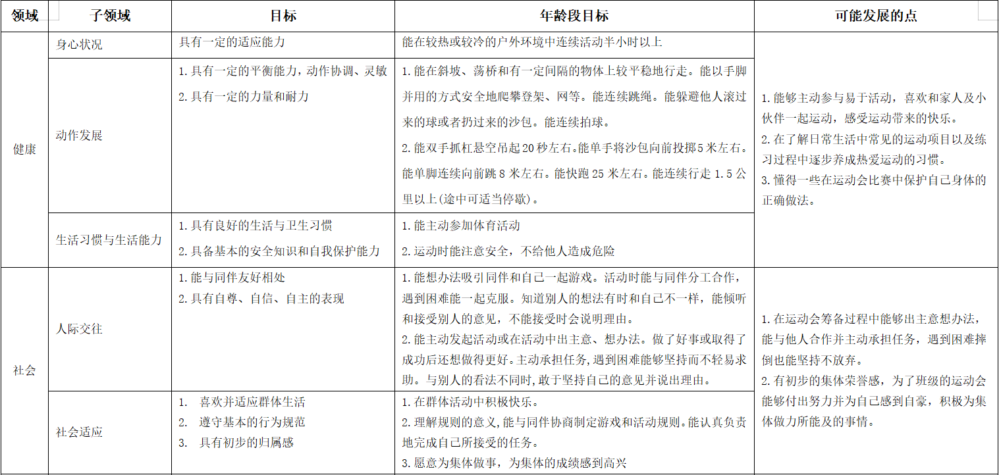 领域 子领域 目标 年龄段目标 可能发展的点
健康
身心状况
具有一定的适应能力
能在较热或较冷的户外环境中连续活动半小时以上
动作发展
1.具有一定的平衡能力，动作协调、灵敏
2.具有一定的力量和耐力
1.能在斜坡、荡桥和有一定间隔的物体上较平稳地行走。能以手脚
并用的方式安全地爬攀登架、网等。能连续跳绳。能躲避他人滚过
来的球或者扔过来的沙包。能连续拍球。
2.能双手抓杠悬空吊起20秒左右。能单手将沙包向前投掷5米左右。
能单脚连续向前跳8米左右。能快跑25米左右。能连续行走1.5公
里以上(途中可适当停歇)。
生活习惯与生活能力
1.具有良好的生活与卫生习惯
2.具备基本的安全知识和自我保护能力
1.能主动参加体育活动
2.运动时能注意安全，不给他人造成危险
1.能够主动参与易于活动，喜欢和家人及小
伙伴一起运动，感受运动带来的快乐。
2.在了解日常生活中常见的运动项目以及练
习过程中逐步养成热爱运动的习惯。
3.懂得一些在运动会比赛中保护自己身体的
正确做法。
社会
人际交往
1.能与同伴友好相处
2.具有自尊、自信、自主的表现
1.能想办法吸引同伴和自己一起游戏。活动时能与同伴分工合作，
遇到困难能一起克服。知道别人的想法有时和自己不一样，能倾听
和接受别人的意见，不能接受时会说明理由。
2.能主动发起活动或在活动中出主意、想办法。做了好事或取得了
成功后还想做得更好。主动承担任务,遇到困难能够坚持而不轻易求
助。与别人的看法不同时,敢于坚持自己的意见并说出理由。
社会适应
1. 喜欢并适应群体生活
2. 遵守基本的行为规范
3. 具有初步的归属感
1.在群体活动中积极快乐。
2.理解规则的意义,能与同伴协商制定游戏和活动规则。能认真负责
地完成自己所接受的任务。
3.愿意为集体做事，为集体的成绩感到高兴
1.在运动会筹备过程中能够出主意想办法，
能与他人合作并主动承担任务，遇到困难摔
倒也能坚持不放弃。
2.有初步的集体荣誉感，为了班级的运动会
能够付出努力并为自己感到自豪，积极为集
体做力所能及的事情。